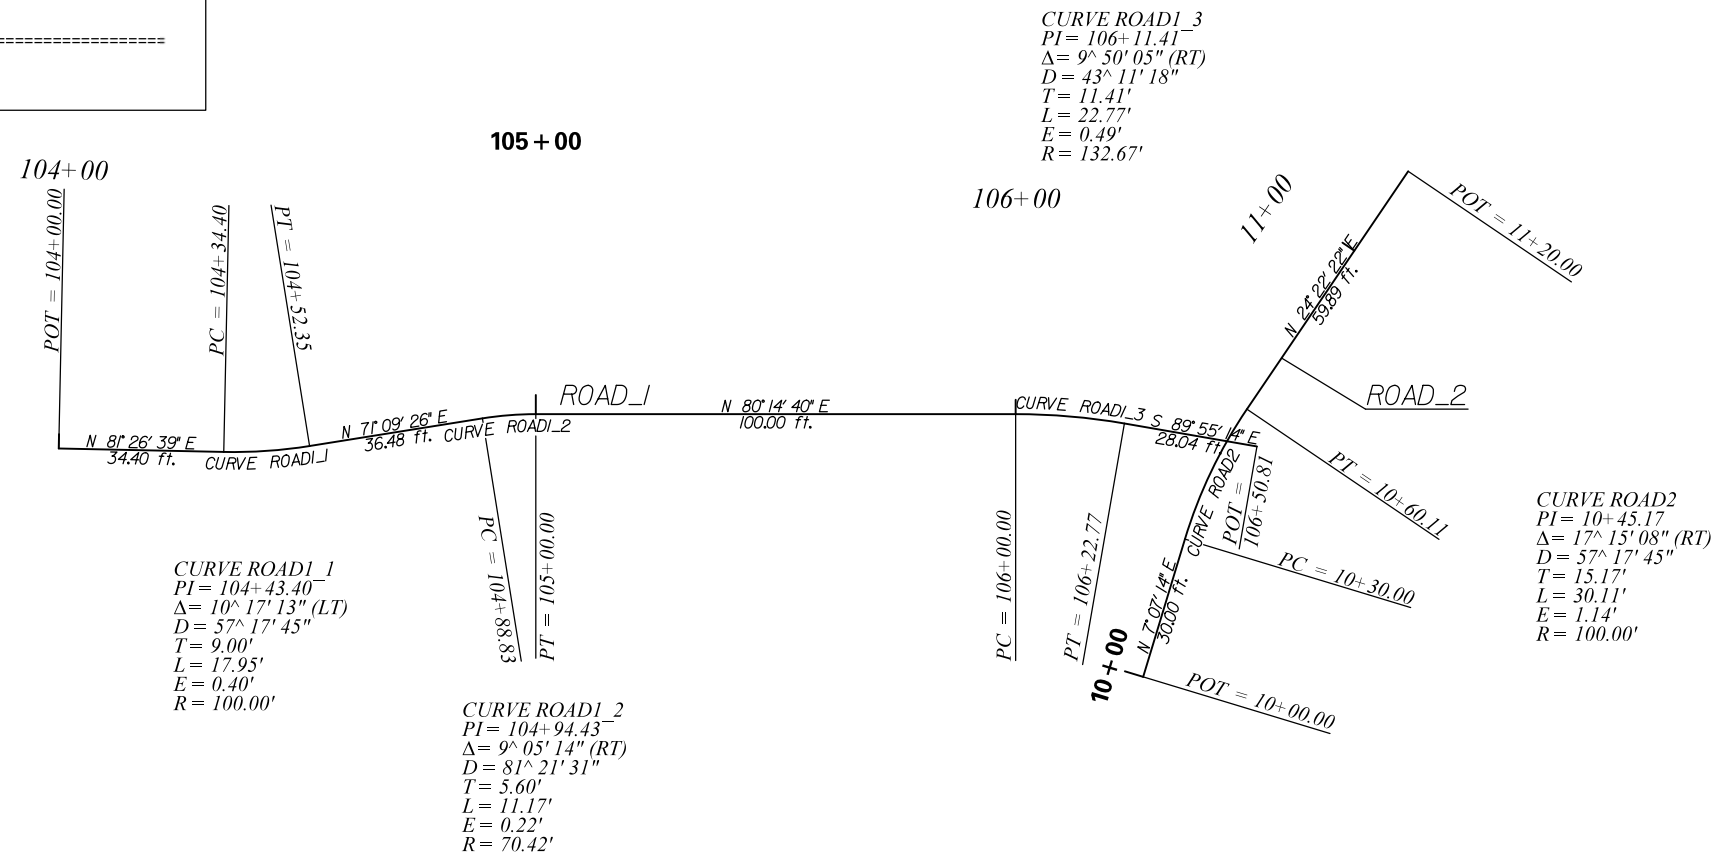 ===================
CURVE ROAD1_3
PI = 106+11.41
Δ= 9^ 50' 05" (RT)
D = 43^ 11' 18"
T = 11.41'
L = 22.77'
E = 0.49'
R = 132.67'
104+00
105+00
106+00
11+00
POT = 104+00.00
PC = 104+34.40
PT = 104+52.35
POT = 11+20.00
N 24° 22' 22" E
59.89 ft.
ROAD_1
ROAD_2
N 81° 26' 39" E
34.40 ft.
CURVE ROAD1_1
N 71° 09' 26" E
36.48 ft.
CURVE ROAD1_2
N 80° 14' 40" E
100.00 ft.
CURVE ROAD1_3
S 89° 55' 14" E
28.04 ft.
CURVE ROAD2
POT =
106+50.81
PT = 10+60.11
PC = 104+88.83
PT = 105+00.00
PC = 106+00.00
PT = 106+22.77
N 7° 07' 14" E
30.00 ft.
PC = 10+30.00
10+00
POT = 10+00.00
CURVE ROAD2
PI = 10+45.17
Δ= 17^ 15' 08" (RT)
D = 57^ 17' 45"
T = 15.17'
L = 30.11'
E = 1.14'
R = 100.00'
CURVE ROAD1_1
PI = 104+43.40
Δ= 10^ 17' 13" (LT)
D = 57^ 17' 45"
T = 9.00'
L = 17.95'
E = 0.40'
R = 100.00'
CURVE ROAD1_2
PI = 104+94.43
Δ= 9^ 05' 14" (RT)
D = 81^ 21' 31"
T = 5.60'
L = 11.17'
E = 0.22'
R = 70.42'